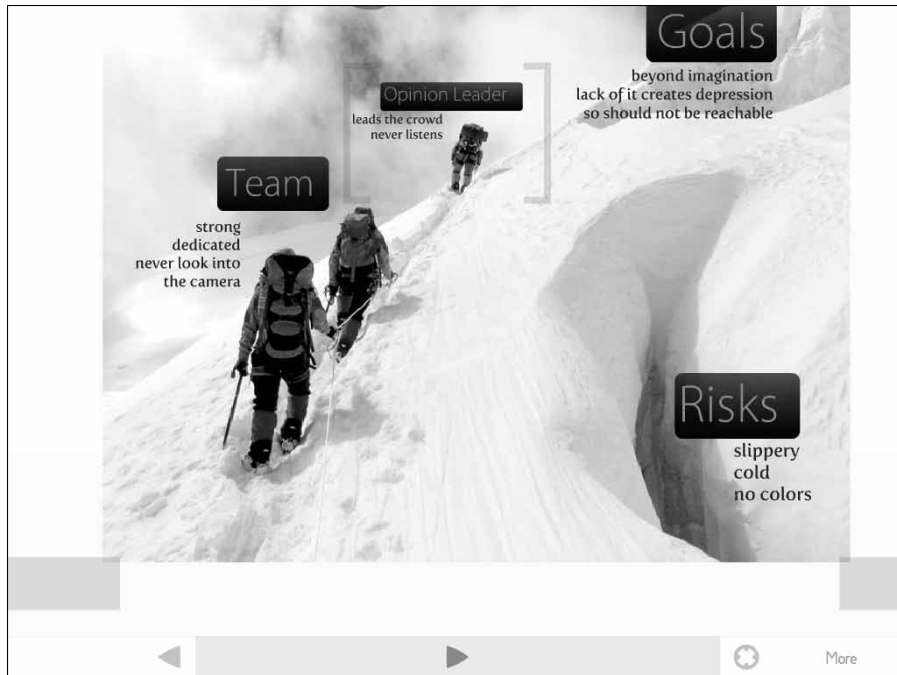 Goals
beyond imagination
lack of it creates depression
so should not be reachable
Opinion Leader
leads the crowd
never listens
Team
strong
dedicated
never look into
the camera
Risks
slippery
cold
no colors
More